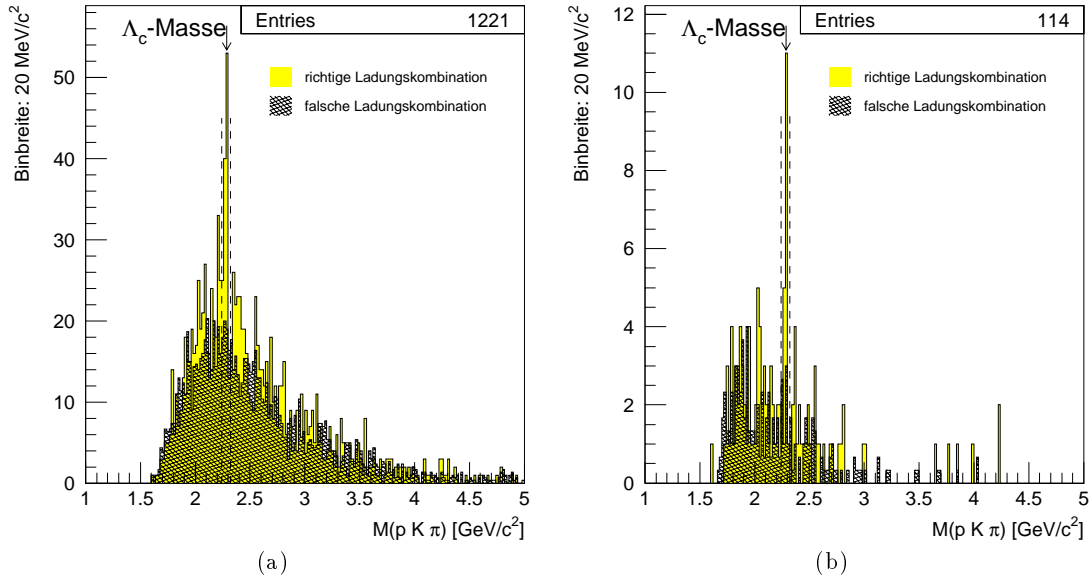 Entries 1221
Λc-Masse
Binbreite: 20 MeV/c²
richtige Ladungskombination
falsche Ladungskombination
50
40
30
20
10
0
1 1.5 2 2.5 3 3.5 4 4.5 5
M(p K π) [GeV/c²]
(a)
Entries 114
Λc-Masse
Binbreite: 20 MeV/c²
richtige Ladungskombination
falsche Ladungskombination
12
10
8
6
4
2
0
1 1.5 2 2.5 3 3.5 4 4.5 5
M(p K π) [GeV/c²]
(b)